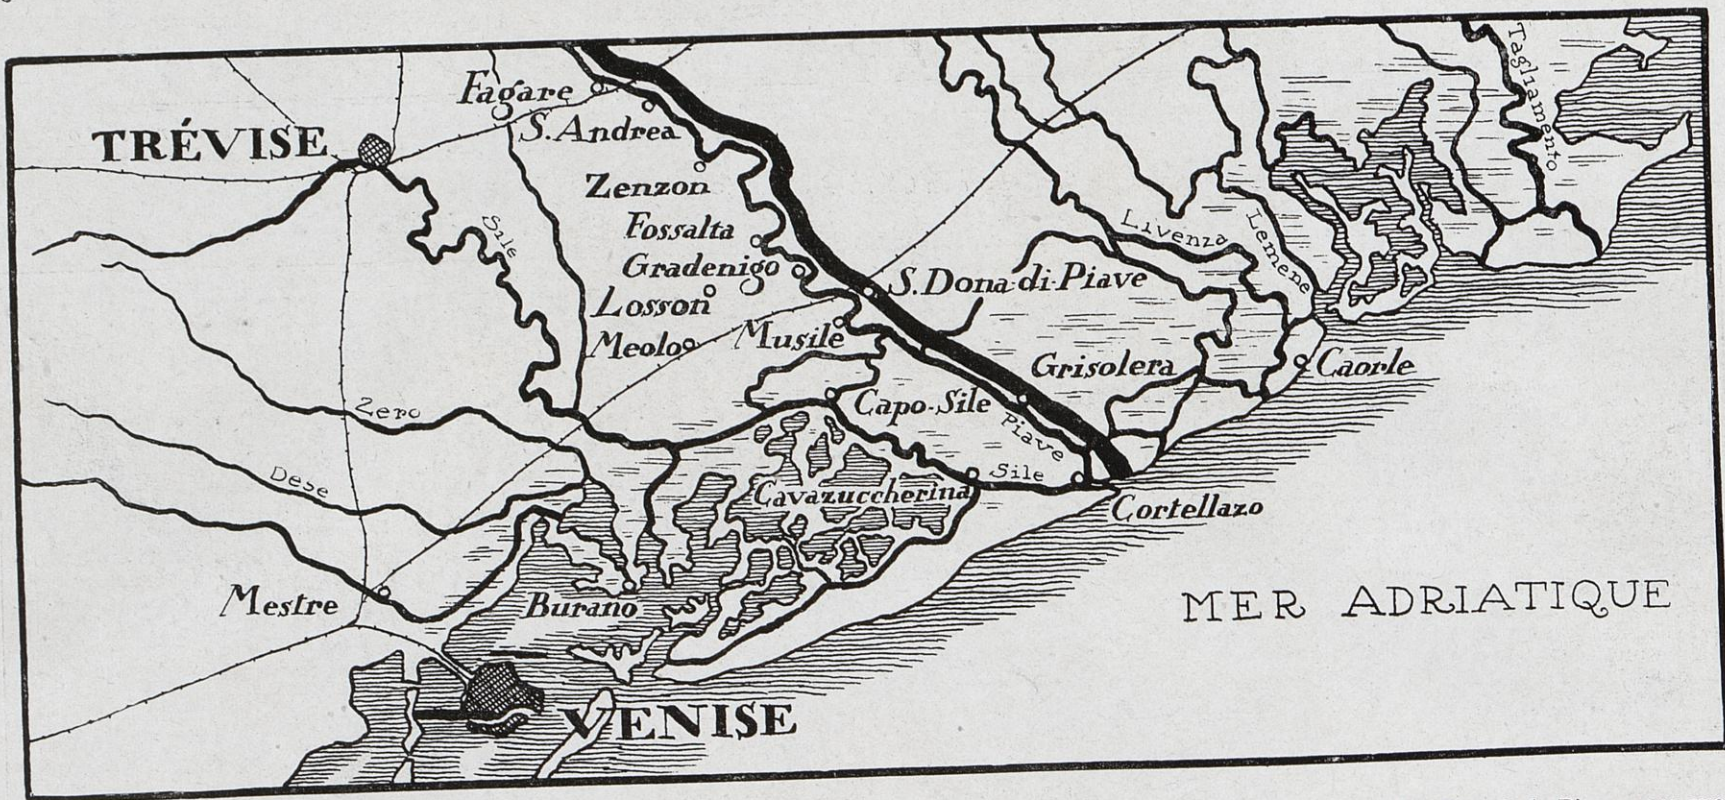 Fagare
TRÉVISE
S. Andrea
Tagliamento
Zenzon
Sile
Fossalta
Livenza
Lemene
Gradenigo
S. Dona-di-Piave
Losson
Meolo
Musile
Grisolera
Caorle
Zero
Capo-Sile
Piave
Dese
Cavazuccherina
Sile
Cortellazo
Mestre
Burano
MER ADRIATIQUE
VENISE